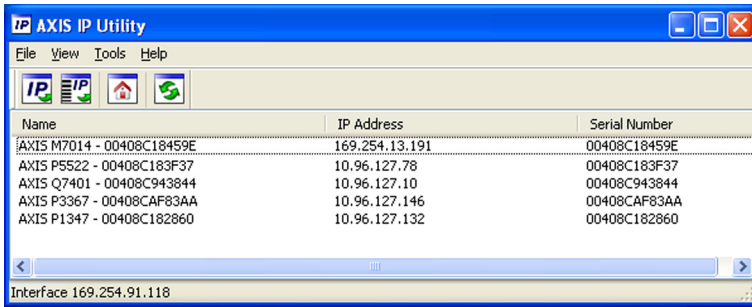 IP AXIS IP Utility
File View Tools Help
IP IP
Name IP Address Serial Number
AXIS M7014 - 00408C18459E 169.254.13.191 00408C18459E
AXIS P5522 - 00408C183F37 10.96.127.78 00408C183F37
AXIS Q7401 - 00408C943844 10.96.127.10 00408C943844
AXIS P3367 - 00408CAF83AA 10.96.127.146 00408CAF83AA
AXIS P1347 - 00408C182860 10.96.127.132 00408C182860
Interface 169.254.91.118